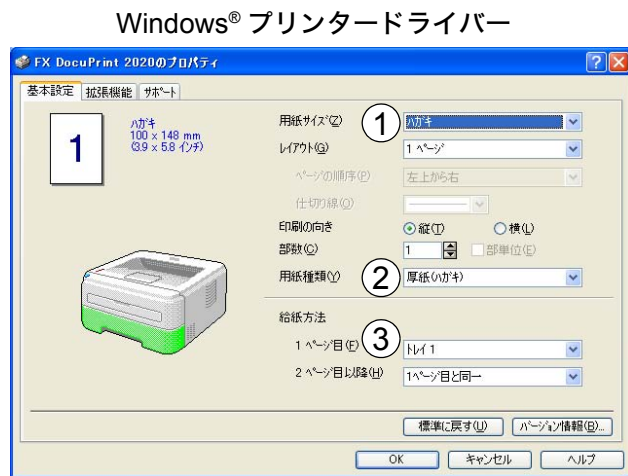 Windows® プリンタードライバー
FX DocuPrint 2020のプロパティ
基本設定 拡張機能 サポート
1
ハガキ
100 x 148 mm
(3.9 x 5.8 インチ)
用紙サイズ(Z) 1 ハガキ
レイアウト(G) 1 ページ
ページの順序(P) 左上から右
仕切り線(O)
印刷の向き 縦(T) 横(L)
部数(C) 1 部単位(E)
用紙種類(Y) 2 厚紙(ハガキ)
給紙方法
1 ページ目(F) 3 トレイ 1
2 ページ目以降(H) 1ページ目と同一
標準に戻す(U) バージョン情報(B)...
OK キャンセル ヘルプ